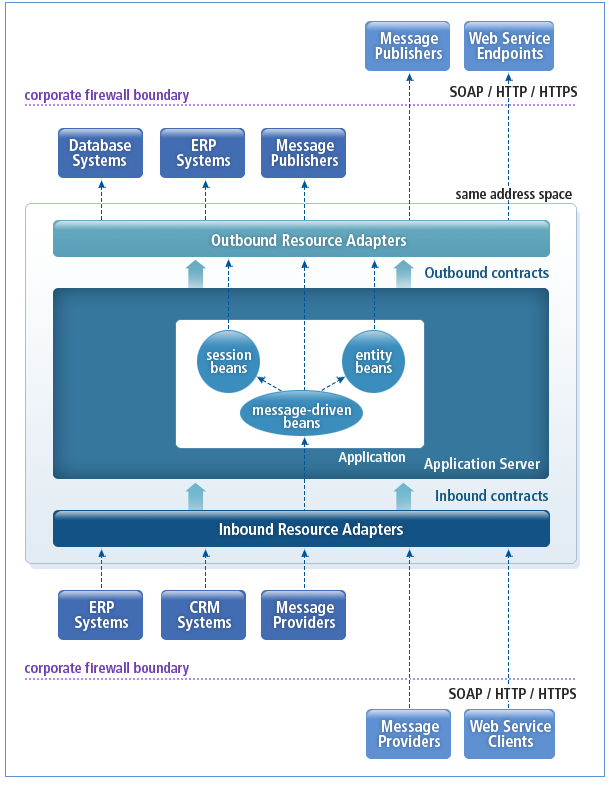 Message
Publishers
Web Service
Endpoints
corporate firewall boundary
SOAP / HTTP / HTTPS
Database
Systems
ERP
Systems
Message
Publishers
same address space
Outbound Resource Adapters
Outbound contracts
session
beans
entity
beans
message-driven
beans
Application
Application Server
Inbound contracts
Inbound Resource Adapters
ERP
Systems
CRM
Systems
Message
Providers
corporate firewall boundary
SOAP / HTTP / HTTPS
Message
Providers
Web Service
Clients